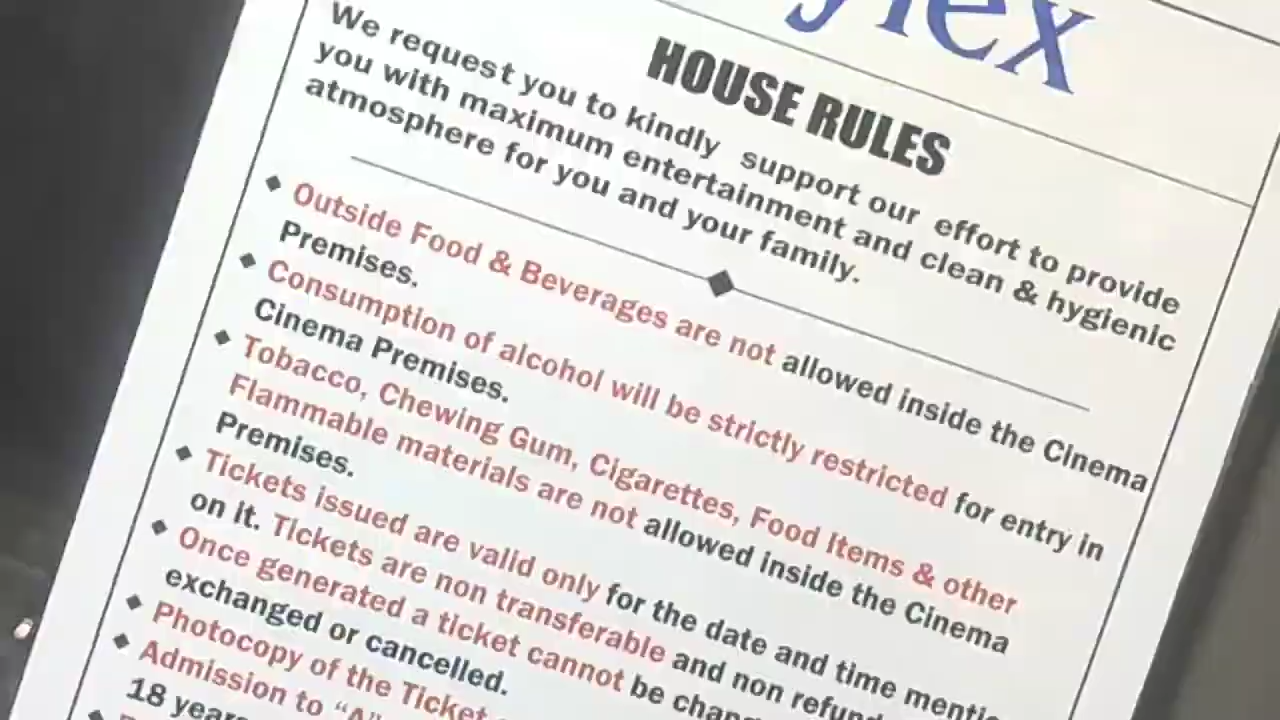 HOUSE RULES
We request you to kindly support our effort to provide
you with maximum entertainment and clean & hygienic
atmosphere for you and your family.
Outside Food & Beverages are not allowed inside the Cinema
Premises.
Consumption of alcohol will be strictly restricted for entry in
Cinema Premises.
Tobacco, Chewing Gum, Cigarettes, Food Items & other
Flammable materials are not allowed inside the Cinema
Premises.
Tickets issued are valid only for the date and time
on it. Tickets are non transferable and non
Once generated a ticket cannot be
exchanged or cancelled.
Photocopy of the Ticket
Admission to "A"
18 years